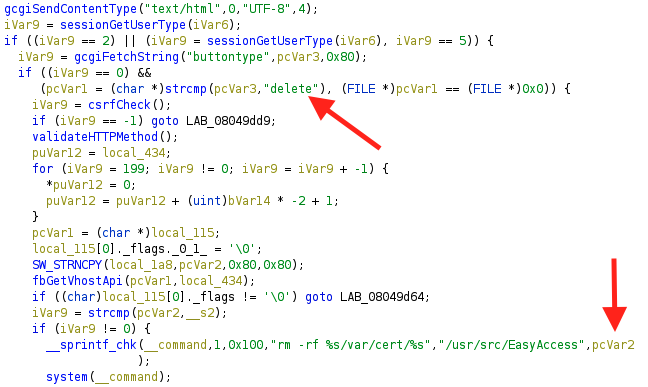 gcgiSendContentType("text/html",0,"UTF-8",4);
iVar9 = sessionGetUserType(iVar6);
if ((iVar9 == 2) || (iVar9 = sessionGetUserType(iVar6), iVar9 == 5)) {
iVar9 = gcgiFetchString("buttontype",pcVar3,0x80);
if ((iVar9 == 0) &&
(pcVar1 = (char *)strcmp(pcVar3,"delete"), (FILE *)pcVar1 == (FILE *)0x0)) {
iVar9 = csrfCheck();
if (iVar9 == -1) goto LAB_08049dd9;
validateHTTPMethod();
puVar12 = local_434;
for (iVar9 = 199; iVar9 != 0; iVar9 = iVar9 + -1) {
*puVar12 = 0;
puVar12 = puVar12 + (uint)bVar14 * -2 + 1;
}
pcVar1 = (char *)local_115;
local_115[0]._flags._0_1_ = '\0';
SW_STRNCPY(local_1a8,pcVar2,0x80,0x80);
fbGetVhostApi(pcVar1,local_434);
if ((char)local_115[0]._flags != '\0') goto LAB_08049d64;
iVar9 = strcmp(pcVar2,__s2);
if (iVar9 != 0) {
__sprintf_chk(__command,1,0x100,"rm -rf %s/var/cert/%s","/usr/src/EasyAccess",pcVar2
);
system(__command);